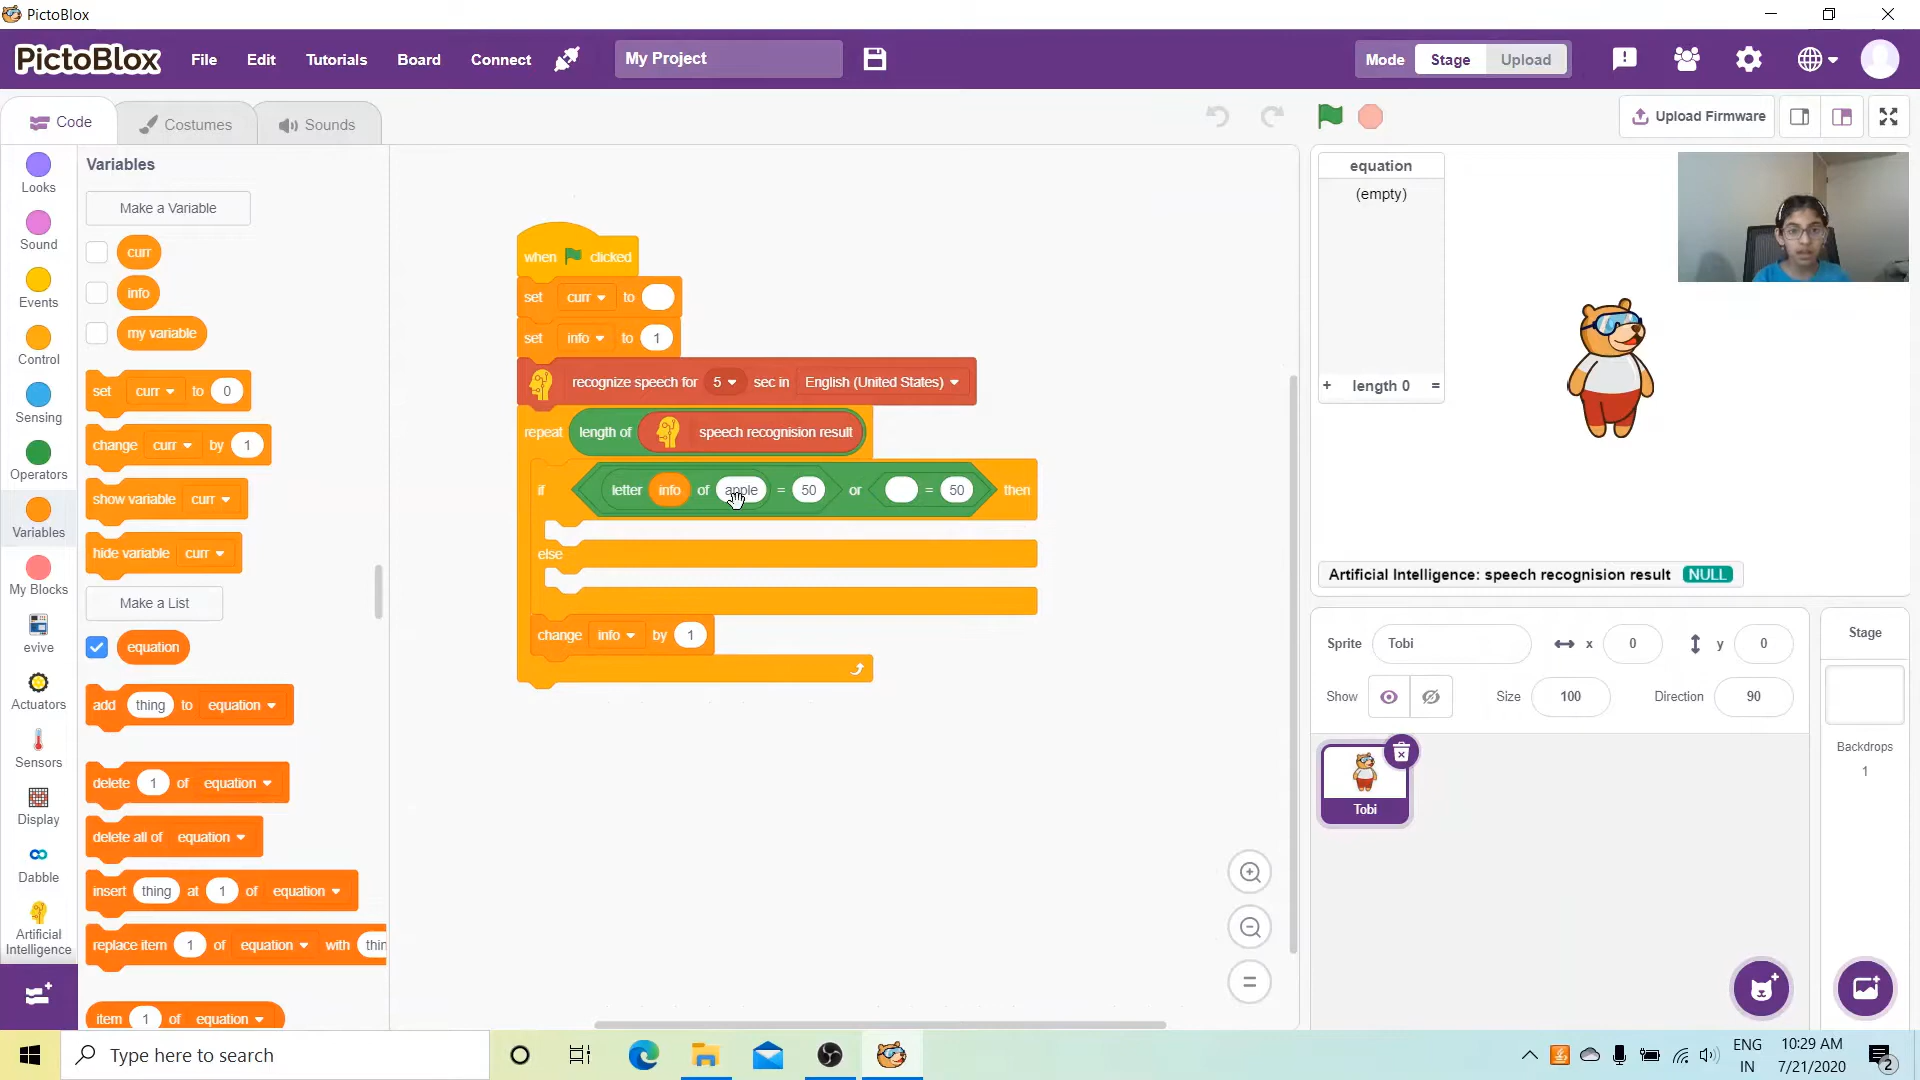 PictoBlox
PictoBlox File Edit Tutorials Board Connect My Project Mode Stage Upload
Code Costumes Sounds Upload Firmware
Looks
Sound
Events
Control
Sensing
Operators
Variables
My Blocks
evive
Actuators
Sensors
Display
Dabble
Artificial
Intelligence
Variables
Make a Variable
curr
info
my variable
set curr to 0
change curr by 1
show variable curr
hide variable curr
Make a List
equation
add thing to equation
delete 1 of equation
delete all of equation
insert thing at 1 of equation
replace item 1 of equation with thin
item 1 of equation
when clicked
set curr to
set info to 1
recognize speech for 5 sec in English (United States)
repeat length of speech recognision result
if letter info of apple = 50 or = 50 then
else
change info by 1
equation
(empty)
+ length 0 =
Artificial Intelligence: speech recognision result NULL
Sprite Tobi x 0 y 0
Show Size 100 Direction 90
Tobi
Stage
Backdrops
1
Type here to search
ENG
IN
10:29 AM
7/21/2020
2